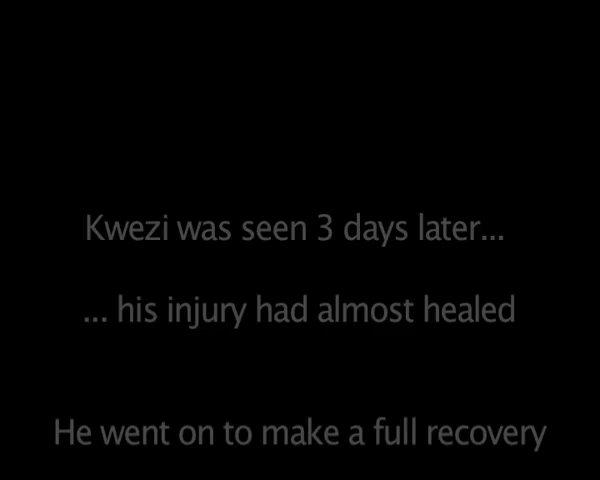 Kwezi was seen 3 days later...
... his injury had almost healed
He went on to make a full recovery